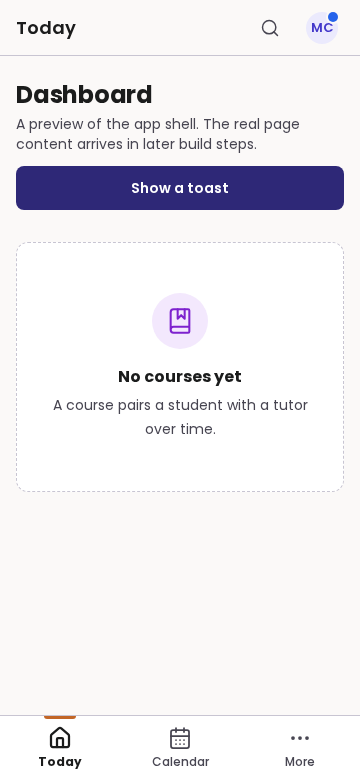 Today
MC
Dashboard
A preview of the app shell. The real page
content arrives in later build steps.
Show a toast
No courses yet
A course pairs a student with a tutor
over time.
Today
Calendar
More